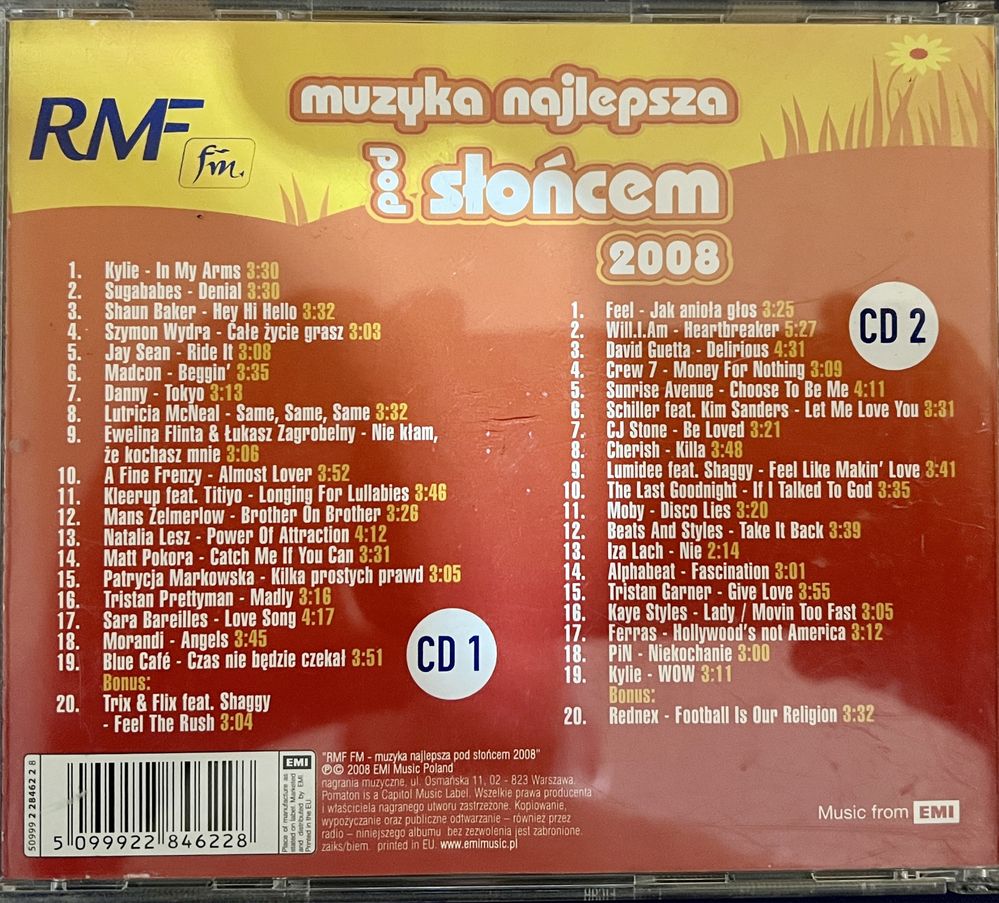 RMF
fm.
muzyka najlepsza
pod słońcem
2008
1. Kylie - In My Arms 3:30
2. Sugababes - Denial 3:30
3. Shaun Baker - Hey Hi Hello 3:32
4. Szymon Wydra - Całe życie grasz 3:03
5. Jay Sean - Ride It 3:08
6. Madcon - Beggin' 3:35
7. Danny - Tokyo 3:13
8. Lutricia McNeal - Same, Same, Same 3:32
9. Ewelina Flinta & Łukasz Zagrobelny - Nie kłam,
że kochasz mnie 3:06
10. A Fine Frenzy - Almost Lover 3:52
11. Kleerup feat. Titiyo - Longing For Lullabies 3:46
12. Mans Zelmerlow - Brother On Brother 3:26
13. Natalia Lesz - Power Of Attraction 4:12
14. Matt Pokora - Catch Me If You Can 3:31
15. Patrycja Markowska - Kilka prostych prawd 3:05
16. Tristan Prettyman - Madly 3:16
17. Sara Bareilles - Love Song 4:17
18. Morandi - Angels 3:45
19. Blue Café - Czas nie będzie czekał 3:51
Bonus:
20. Trix & Flix feat. Shaggy
- Feel The Rush 3:04
CD 1
1. Feel - Jak anioła głos 3:25
2. Will.I.Am - Heartbreaker 5:27
3. David Guetta - Delirious 4:31
4. Crew 7 - Money For Nothing 3:09
5. Sunrise Avenue - Choose To Be Me 4:11
6. Schiller feat. Kim Sanders - Let Me Love You 3:31
7. CJ Stone - Be Loved 3:21
8. Cherish - Killa 3:48
9. Lumidee feat. Shaggy - Feel Like Makin' Love 3:41
10. The Last Goodnight - If I Talked To God 3:35
11. Moby - Disco Lies 3:20
12. Beats And Styles - Take It Back 3:39
13. Iza Lach - Nie 2:14
14. Alphabeat - Fascination 3:01
15. Tristan Garner - Give Love 3:55
16. Kaye Styles - Lady / Movin Too Fast 3:05
17. Ferras - Hollywood's not America 3:12
18. PiN - Niekochanie 3:00
19. Kylie - WOW 3:11
Bonus:
20. Rednex - Football Is Our Religion 3:32
CD 2
50999 2 28462 2 8
5 099922 846228
EMI
Place of manufacture as
stated on label. Marketed
and distributed by EMI.
Printed in the EU.
"RMF FM - muzyka najlepsza pod słońcem 2008"
℗© 2008 EMI Music Poland
nagrania muzyczne, ul. Osmańska 11, 02 - 823 Warszawa.
Pomaton is a Capitol Music Label. Wszelkie prawa producenta
i właściciela nagranego utworu zastrzeżone. Kopiowanie,
wypożyczanie oraz publiczne odtwarzanie – również przez
radio – niniejszego albumu bez zezwolenia jest zabronione.
zaiks/biem. printed in EU. www.emimusic.pl
Music from EMI